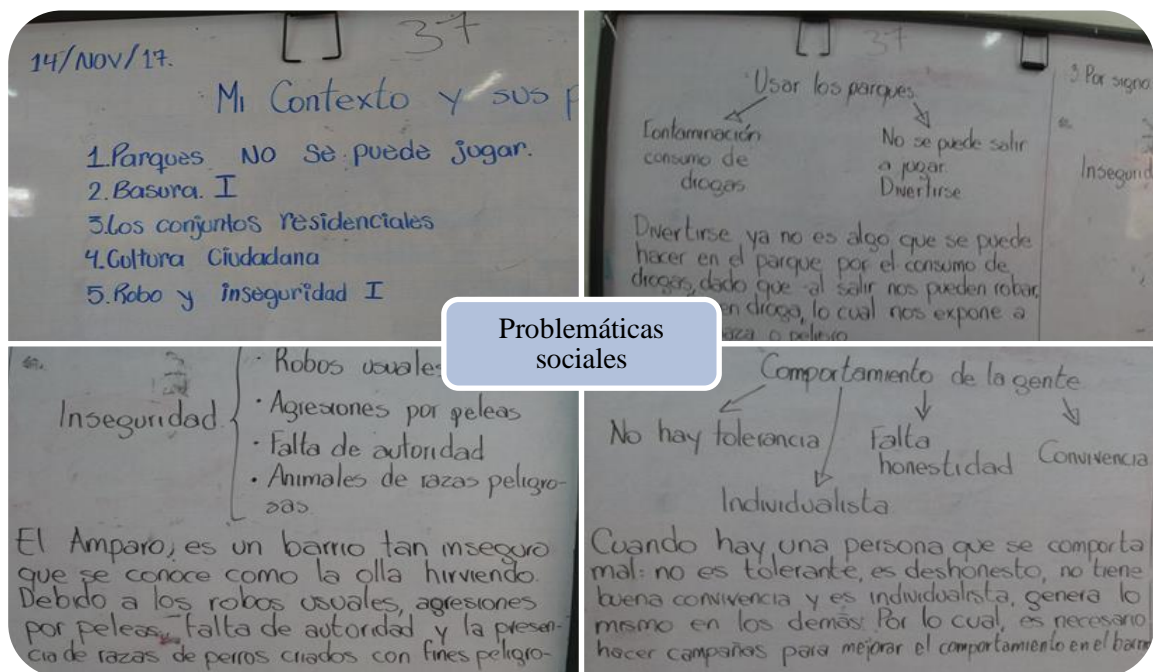 14/NOV/17.
37
Mi Contexto y sus
1.Parques NO se puede jugar.
2.Basura. I
3.Los conjuntos residenciales
4.Cultura Ciudadana
5.Robo y inseguridad I
37
Usar los parques.
Contaminación
consumo de
drogas
No se puede salir
a jugar
Divertirse
Divertirse ya no es algo que se puede
hacer en el parque por el consumo de
drogas, dado que al salir nos pueden robar,
en droga, lo cual nos expone a
o peligro
3. Por signo
Problemáticas
sociales
Inseguridad
· Robos usuales
· Agresiones por peleas
· Falta de autoridad
· Animales de razas peligro-
sas
El Amparo, es un barrio tan inseguro
que se conoce como la olla hirviendo.
Debido a los robos usuales, agresiones
por peleas, falta de autoridad y la presen-
cia de razas de perros criados con fines peligro-
Comportamiento de la gente
No hay tolerancia
Individualista
Falta
honestidad
Convivencia
Cuando hay una persona que se comporta
mal: no es tolerante, es deshonesto, no tiene
buena convivencia y es individualista, genera lo
mismo en los demás. Por lo cual, es necesario
hacer campañas para mejorar el comportamiento en el